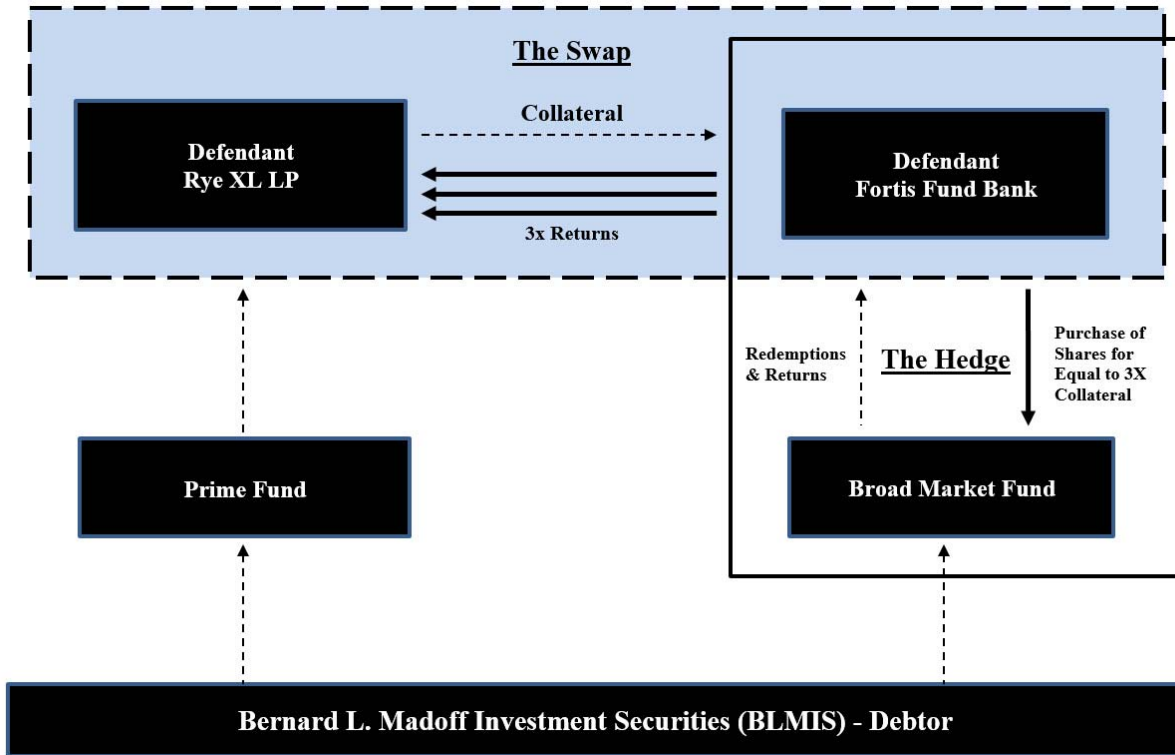 The Swap
Defendant
Rye XL LP
Collateral
3x Returns
Defendant
Fortis Fund Bank
Redemptions
& Returns
The Hedge
Purchase of
Shares for
Equal to 3X
Collateral
Prime Fund
Broad Market Fund
Bernard L. Madoff Investment Securities (BLMIS) - Debtor